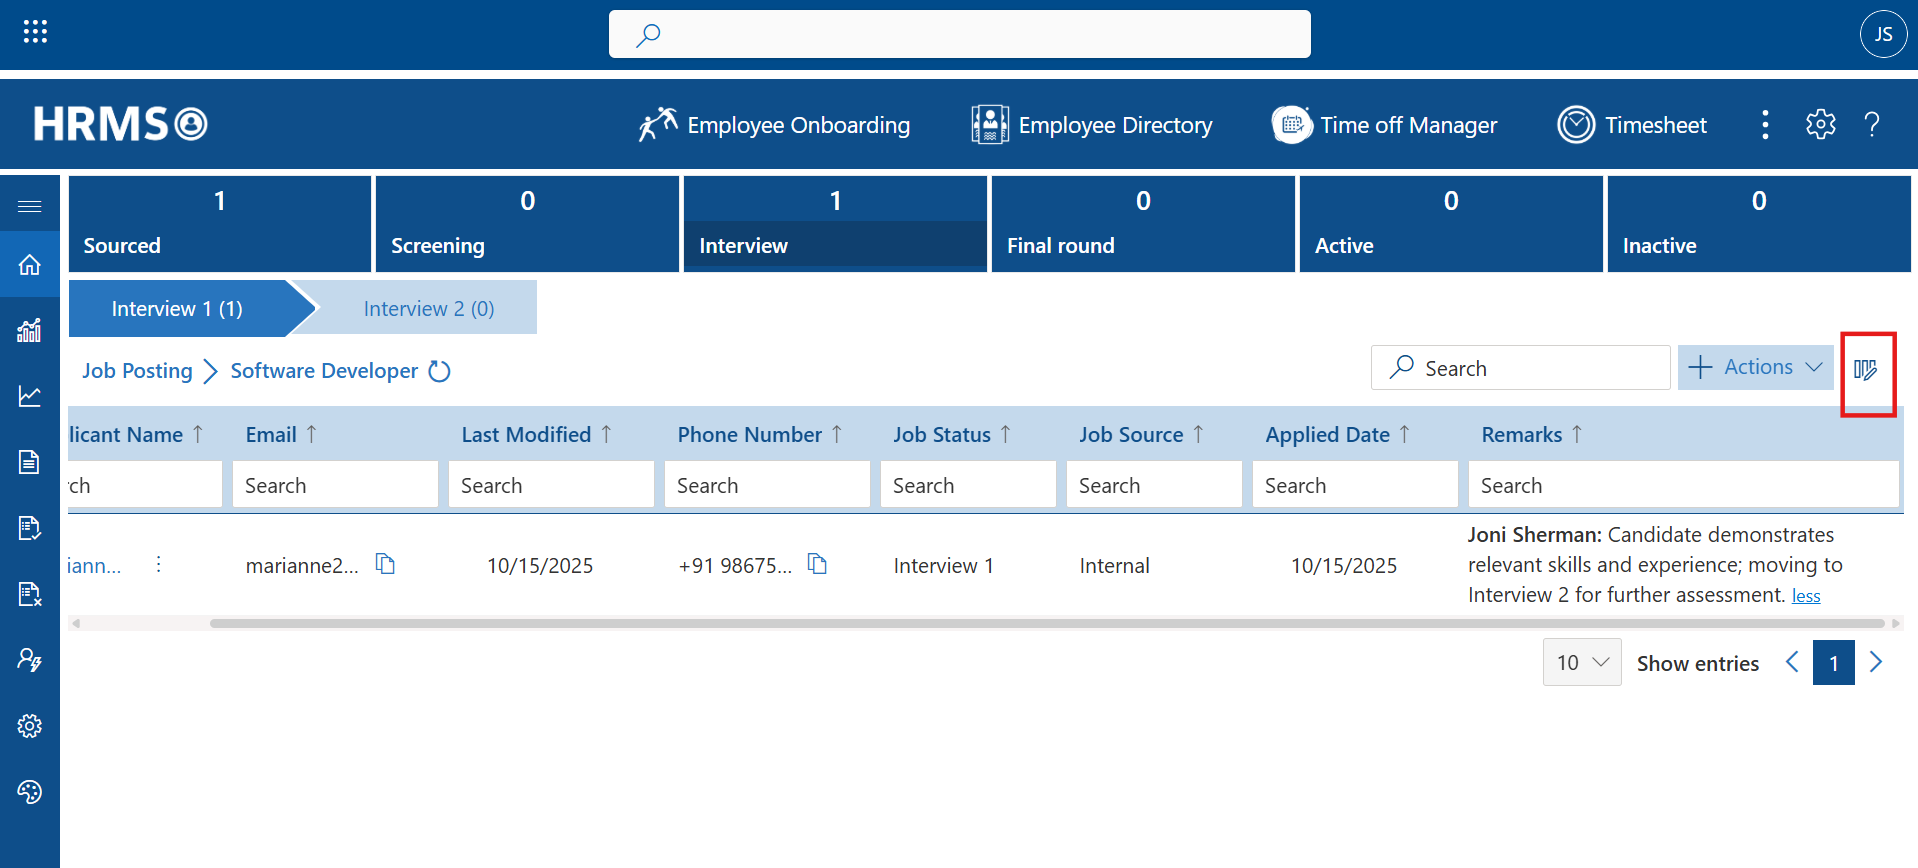 JS
HRMS
Employee Onboarding
Employee Directory
Time off Manager
Timesheet
1
Sourced
0
Screening
1
Interview
0
Final round
0
Active
0
Inactive
Interview 1 (1)
Interview 2 (0)
Job Posting
Software Developer
Search
Actions
licant Name ↑
Email ↑
Last Modified ↑
Phone Number ↑
Job Status ↑
Job Source ↑
Applied Date ↑
Remarks ↑
rch
Search
Search
Search
Search
Search
Search
Search
iann...
marianne2...
10/15/2025
+91 98675...
Interview 1
Internal
10/15/2025
Joni Sherman: Candidate demonstrates
relevant skills and experience; moving to
Interview 2 for further assessment. less
10
Show entries
1